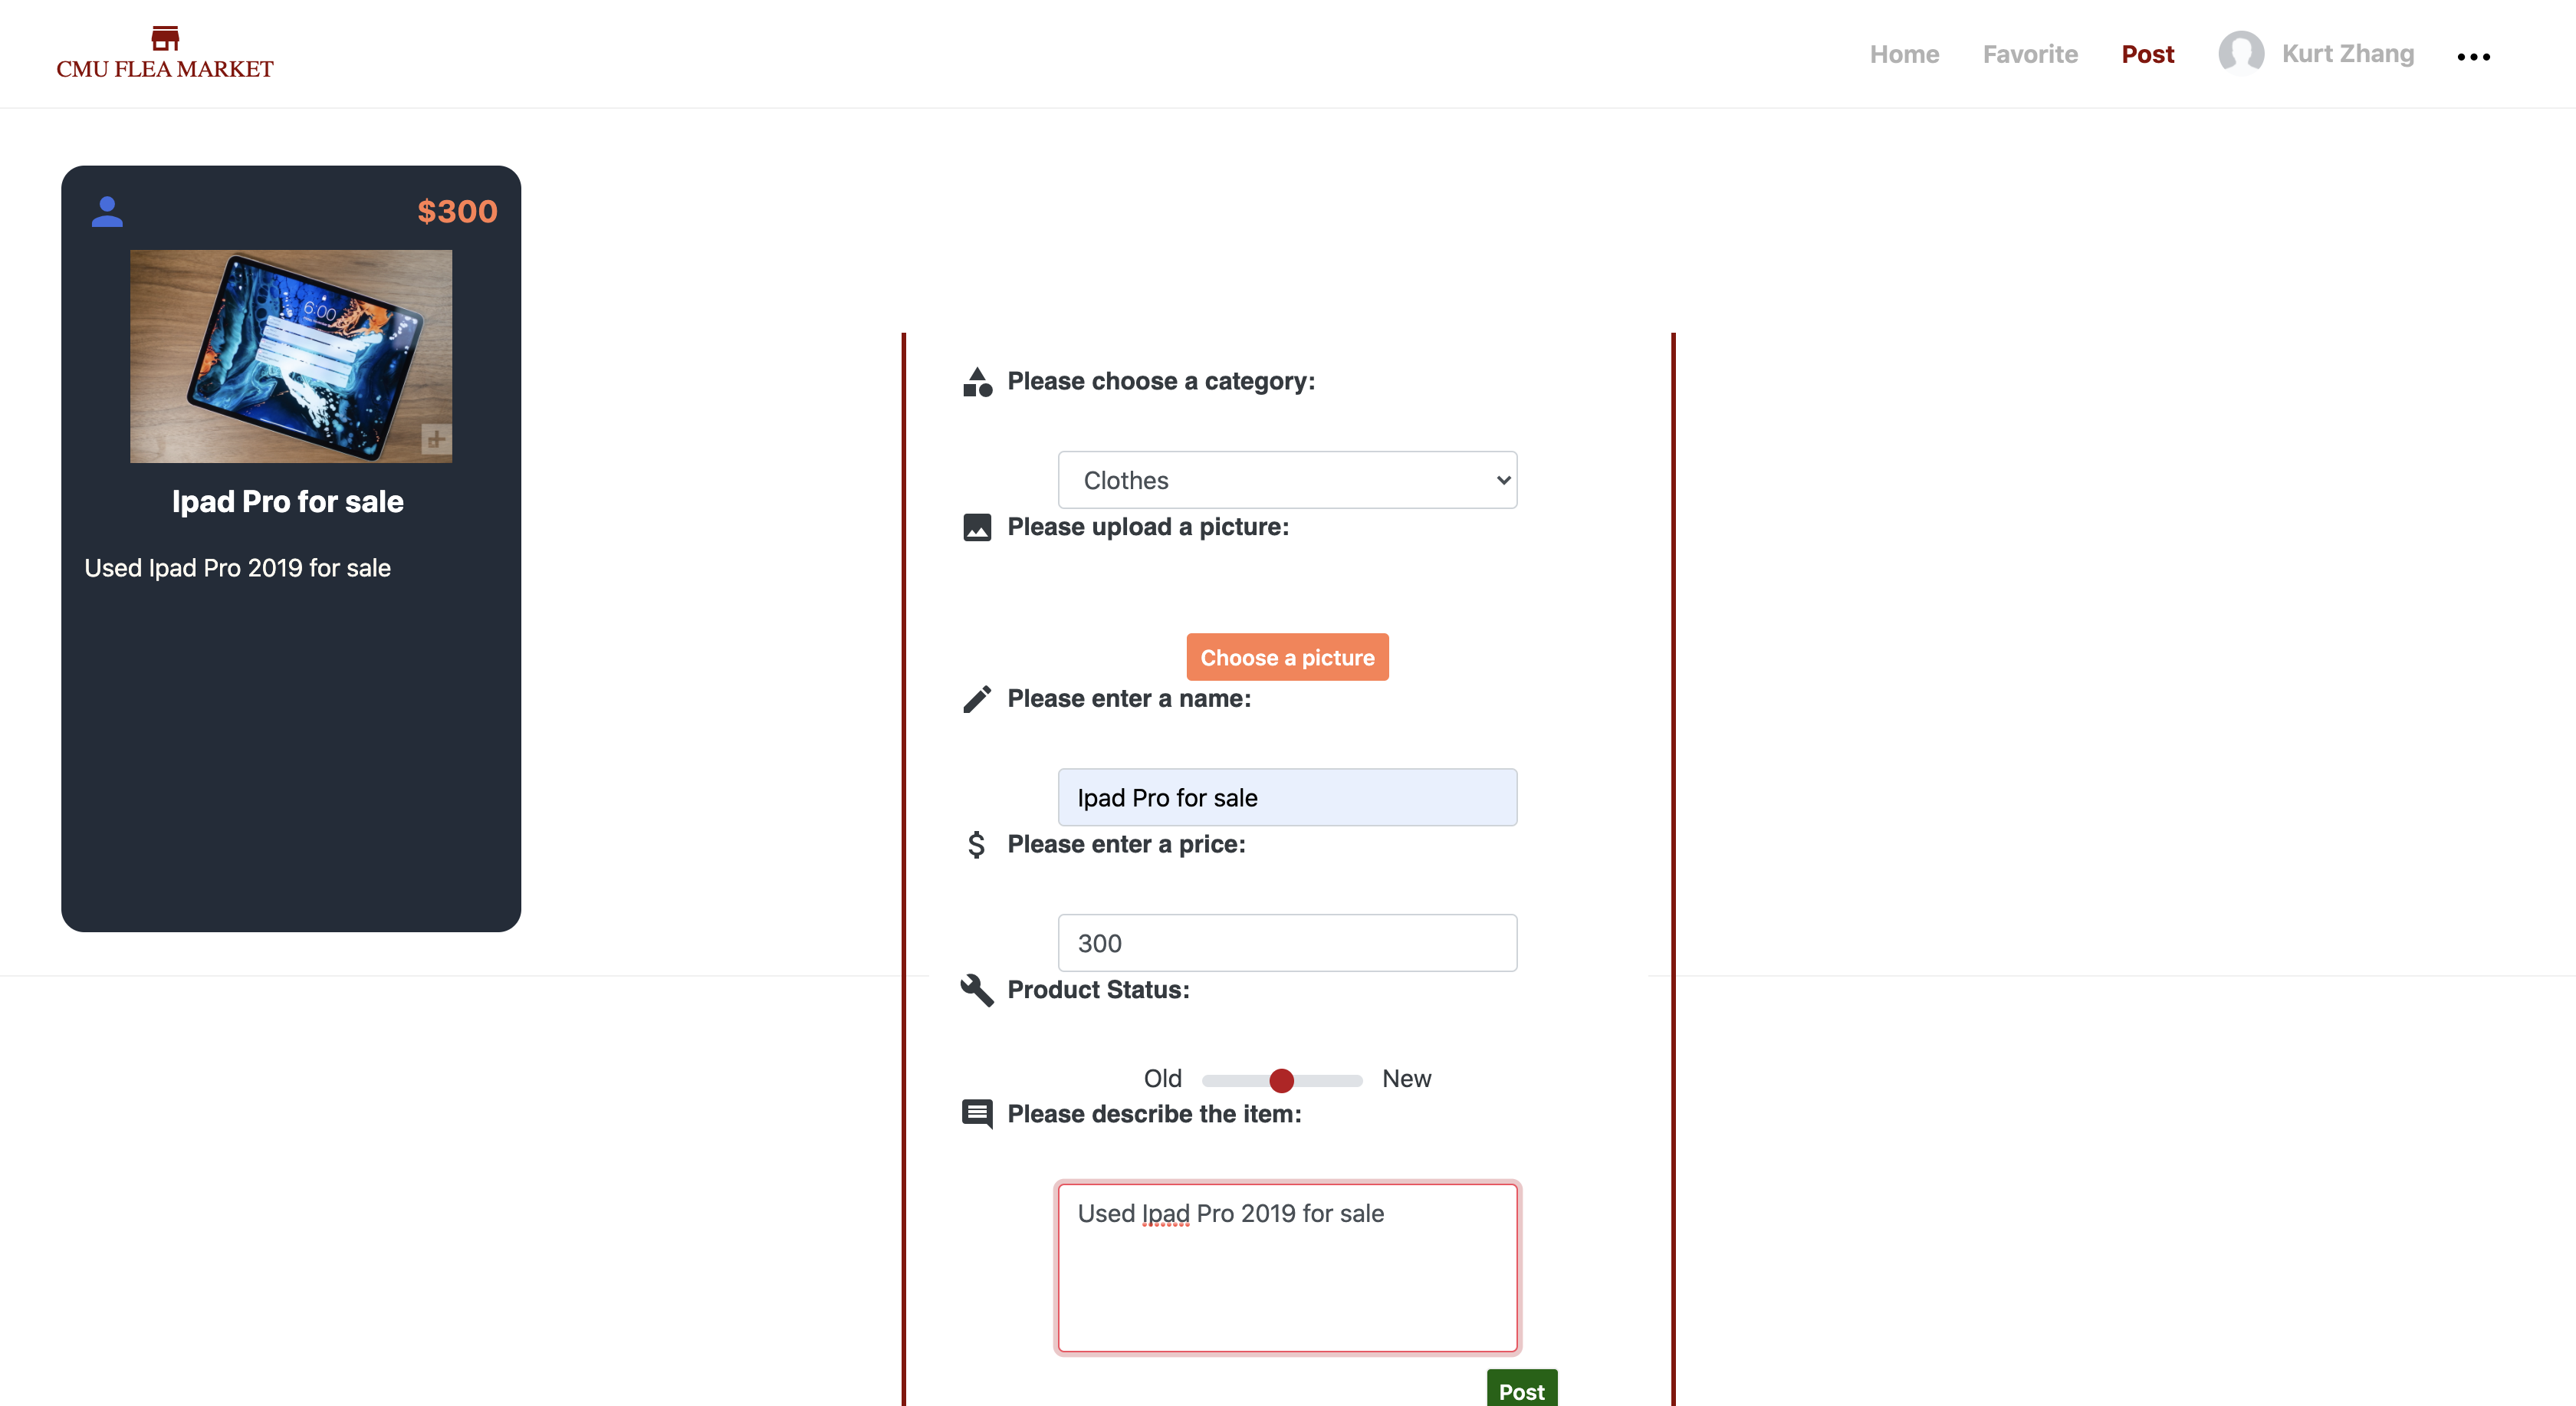 CMU FLEA MARKET
Home Favorite Post Kurt Zhang
$300
6:00
Ipad Pro for sale
Used Ipad Pro 2019 for sale
Please choose a category:
Clothes
Please upload a picture:
Choose a picture
Please enter a name:
Ipad Pro for sale
Please enter a price:
300
Product Status:
Old New
Please describe the item:
Used Ipad Pro 2019 for sale
Post